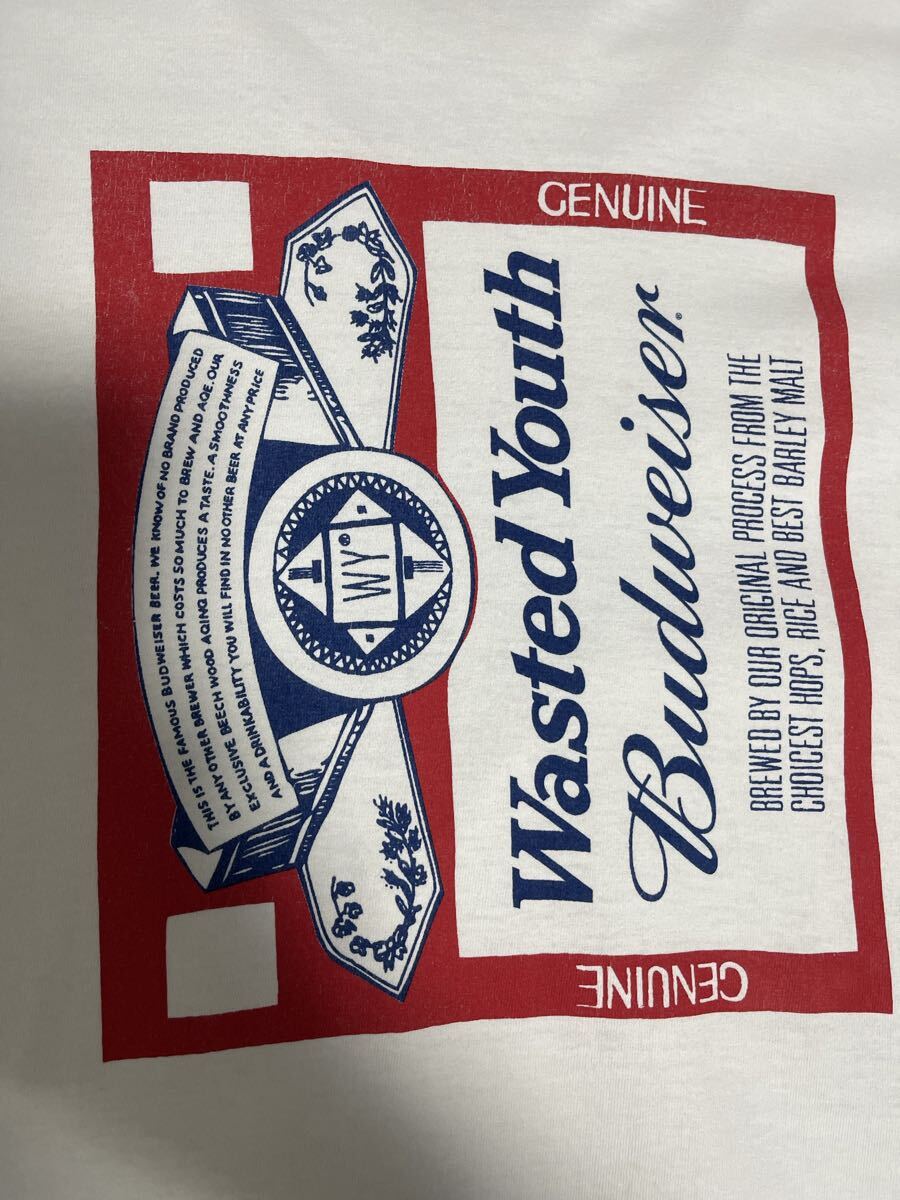 THIS IS THE FAMOUS BUDWEISER BEER. WE KNOW OF NO BRAND PRODUCED
BY ANY OTHER BREWER WHICH COSTS SO MUCH TO BREW AND AGE. OUR
EXCLUSIVE BEECH WOOD AGING PRODUCES A TASTE. A SMOOTHNESS
AND A DRINKABILITY YOU WILL FIND IN NO OTHER BEER AT ANY PRICE
WY®
GENUINE
GENUINE
Wasted Youth
Budweiser®
BREWED BY OUR ORIGINAL PROCESS FROM THE
CHOICEST HOPS, RICE AND BEST BARLEY MALT